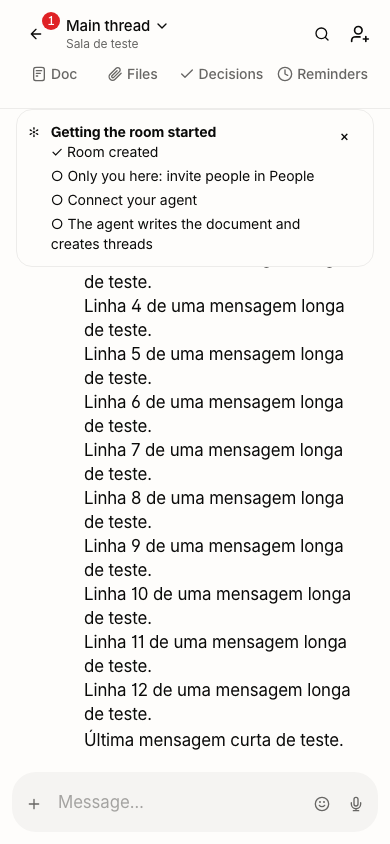 1
Main thread
Sala de teste
Doc Files Decisions Reminders
Getting the room started
✓ Room created
○ Only you here: invite people in People
○ Connect your agent
○ The agent writes the document and
creates threads
de teste.
Linha 4 de uma mensagem longa
de teste.
Linha 5 de uma mensagem longa
de teste.
Linha 6 de uma mensagem longa
de teste.
Linha 7 de uma mensagem longa
de teste.
Linha 8 de uma mensagem longa
de teste.
Linha 9 de uma mensagem longa
de teste.
Linha 10 de uma mensagem longa
de teste.
Linha 11 de uma mensagem longa
de teste.
Linha 12 de uma mensagem longa
de teste.
Última mensagem curta de teste.
Message...